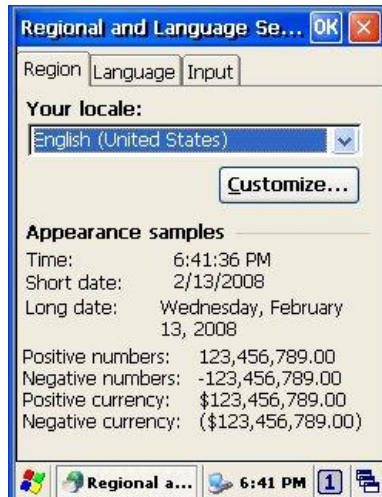 Regional and Language Se... OK
Region Language Input
Your locale:
English (United States)
Customize...
Appearance samples
Time: 6:41:36 PM
Short date: 2/13/2008
Long date: Wednesday, February
13, 2008
Positive numbers: 123,456,789.00
Negative numbers: -123,456,789.00
Positive currency: $123,456,789.00
Negative currency: ($123,456,789.00)
Regional a... 6:41 PM 1